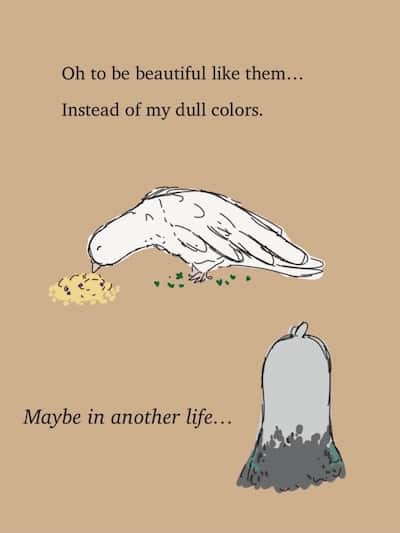 Oh to be beautiful like them…
Instead of my dull colors.
Maybe in another life…